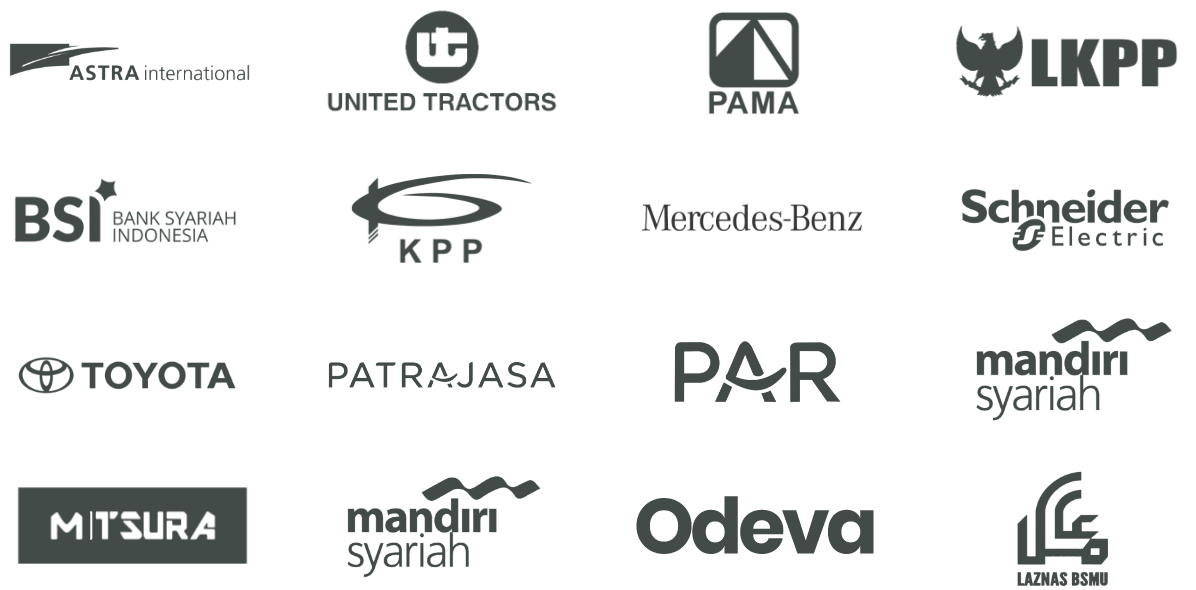 ASTRA international
ut
UNITED TRACTORS
PAMA
LKPP
BSI BANK SYARIAH
INDONESIA
KPP
Mercedes-Benz
Schneider
Electric
TOYOTA
PATRAJASA
PAR
mandiri
syariah
MITSURA
mandiri
syariah
Odeva
LAZNAS BSMU